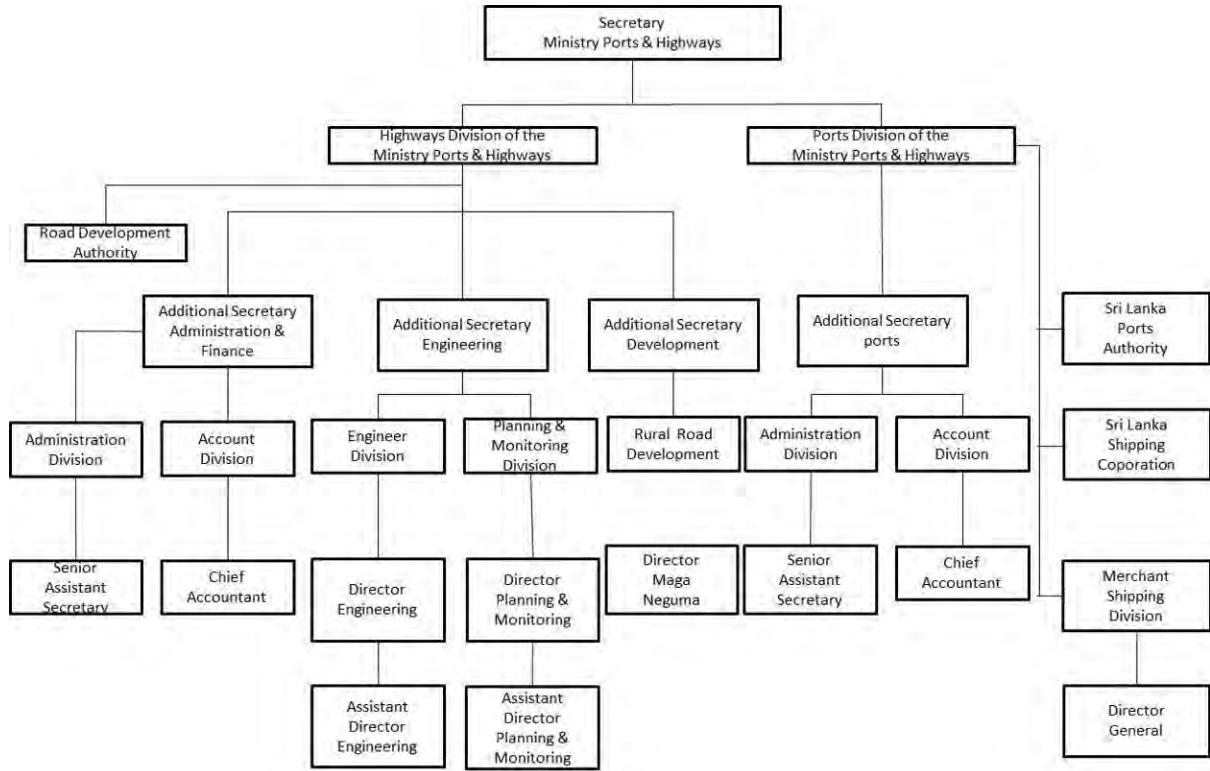 Secretary
Ministry Ports & Highways
Highways Division of the
Ministry Ports & Highways
Ports Division of the
Ministry Ports & Highways
Road Development
Authority
Additional Secretary
Administration &
Finance
Additional Secretary
Engineering
Additional Secretary
Development
Additional Secretary
ports
Sri Lanka
Ports
Authority
Administration
Division
Account
Division
Engineer
Division
Planning &
Monitoring
Division
Rural Road
Development
Administration
Division
Account
Division
Sri Lanka
Shipping
Coporation
Senior
Assistant
Secretary
Chief
Accountant
Director
Engineering
Director
Planning &
Monitoring
Director
Maga
Neguma
Senior
Assistant
Secretary
Chief
Accountant
Merchant
Shipping
Division
Assistant
Director
Engineering
Assistant
Director
Planning &
Monitoring
Director
General